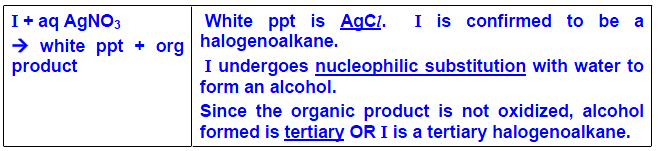 I + aq AgNO₃
→ white ppt + org
product
White ppt is AgCl. I is confirmed to be a
halogenoalkane.
I undergoes nucleophilic substitution with water to
form an alcohol.
Since the organic product is not oxidized, alcohol
formed is tertiary OR I is a tertiary halogenoalkane.